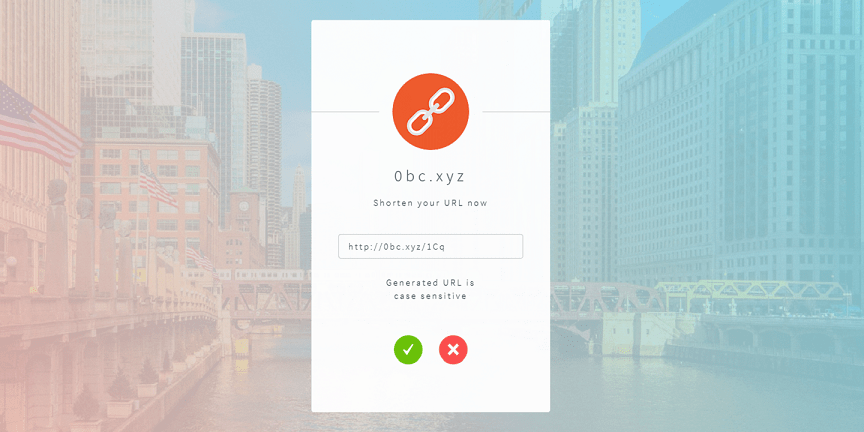 0bc.xyz
Shorten your URL now
http://0bc.xyz/1Cq
Generated URL is
case sensitive